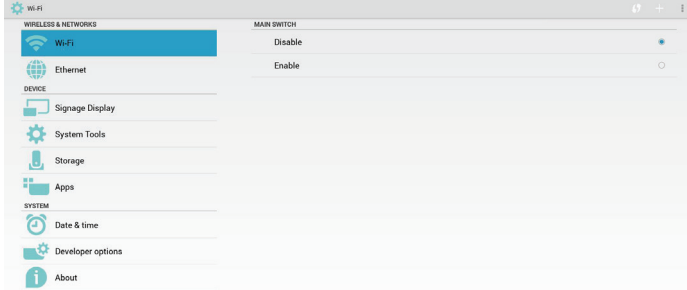 Wi-Fi
WIRELESS & NETWORKS
Wi-Fi
Ethernet
DEVICE
Signage Display
System Tools
Storage
Apps
SYSTEM
Date & time
Developer options
About
MAIN SWITCH
Disable
Enable